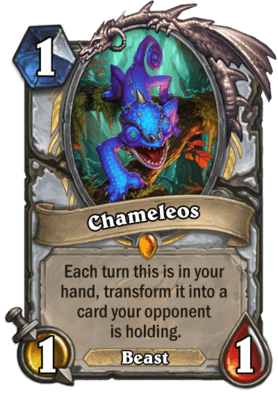 1
Chameleos
Each turn this is in your
hand, transform it into a
card your opponent
is holding.
1 Beast 1